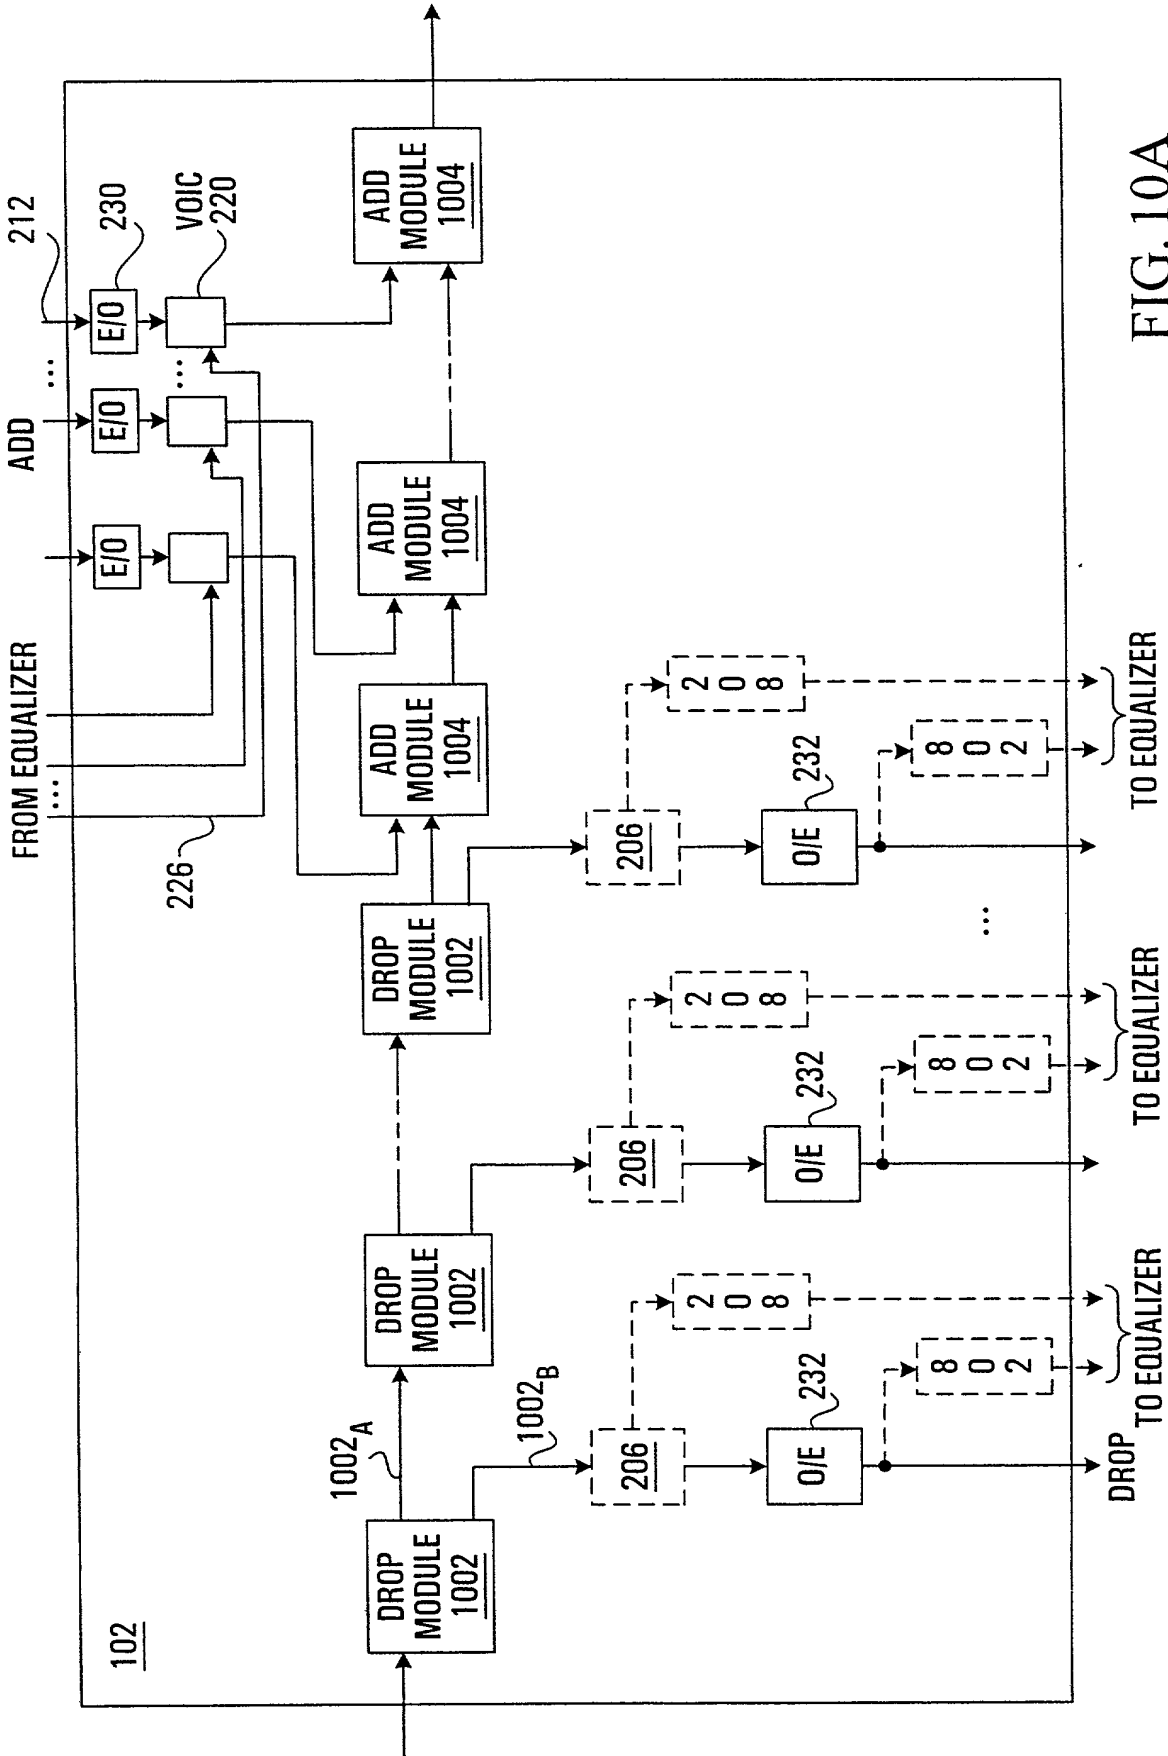 102
212
ADD
...
FROM EQUALIZER
...
226
E/O
E/O
E/O
230
...
VOIC
220
DROP
MODULE
1002
1002A
1002B
DROP
MODULE
1002
DROP
MODULE
1002
ADD
MODULE
1004
ADD
MODULE
1004
ADD
MODULE
1004
206
208
O/E
232
802
206
208
O/E
232
802
...
206
208
O/E
232
802
DROP
TO EQUALIZER
TO EQUALIZER
TO EQUALIZER
FIG. 10A